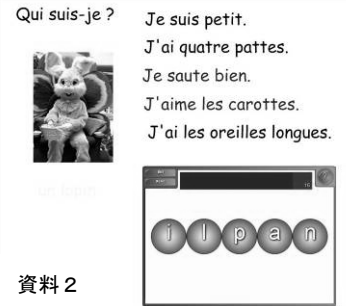 Qui suis-je ?
Je suis petit.
J'ai quatre pattes.
Je saute bien.
J'aime les carottes.
J'ai les oreilles longues.
un lapin
i l p a n
資料2